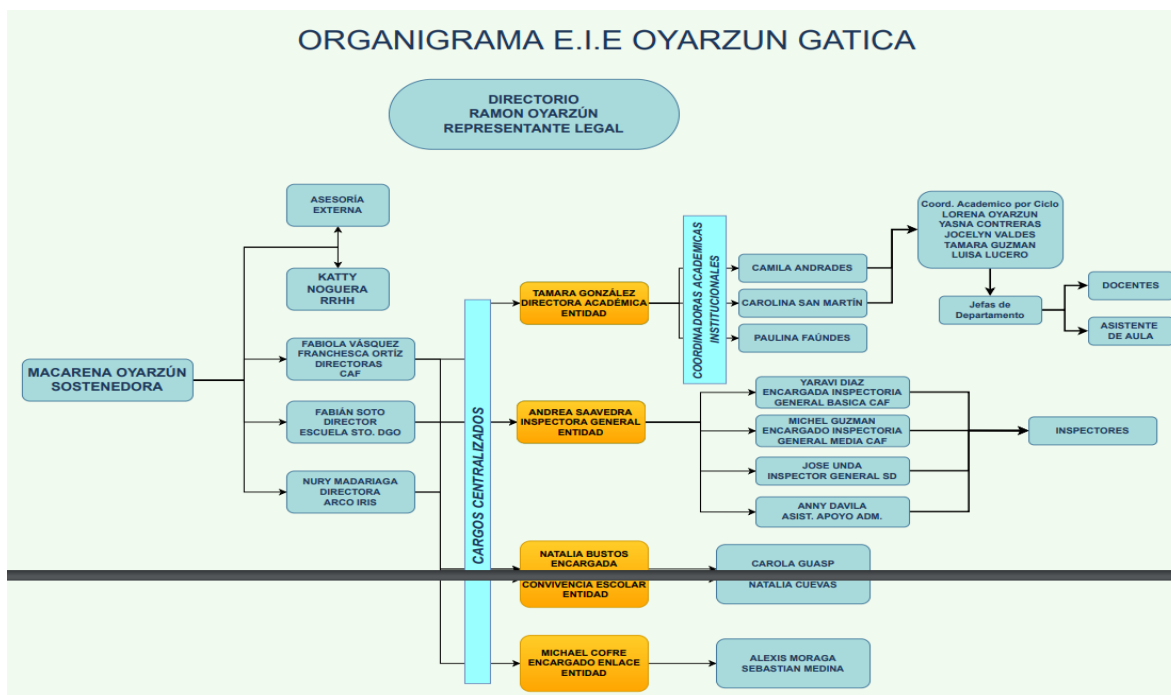 ORGANIGRAMA E.I.E OYARZUN GATICA
DIRECTORIO
RAMON OYARZÚN
REPRESENTANTE LEGAL
ASESORÍA
EXTERNA
KATTY
NOGUERA
RRHH
MACARENA OYARZÚN
SOSTENEDORA
FABIOLA VÁSQUEZ
FRANCHESCA ORTÍZ
DIRECTORAS
CAF
FABIÁN SOTO
DIRECTOR
ESCUELA STO. DGO
NURY MADARIAGA
DIRECTORA
ARCO IRIS
CARGOS CENTRALIZADOS
TAMARA GONZÁLEZ
DIRECTORA ACADÉMICA
ENTIDAD
COORDINADORAS ACADEMICAS
INSTITUCIONALES
CAMILA ANDRADES
CAROLINA SAN MARTÍN
PAULINA FAÚNDES
Coord. Academico por Ciclo
LORENA OYARZUN
YASNA CONTRERAS
JOCELYN VALDES
TAMARA GUZMAN
LUISA LUCERO
Jefas de
Departamento
DOCENTES
ASISTENTE
DE AULA
ANDREA SAAVEDRA
INSPECTORA GENERAL
ENTIDAD
YARAVI DIAZ
ENCARGADA INSPECTORIA
GENERAL BASICA CAF
MICHEL GUZMAN
ENCARGADO INSPECTORIA
GENERAL MEDIA CAF
JOSE UNDA
INSPECTOR GENERAL SD
ANNY DAVILA
ASIST. APOYO ADM.
INSPECTORES
NATALIA BUSTOS
ENCARGADA
CONVIVENCIA ESCOLAR
ENTIDAD
CAROLA GUASP
NATALIA CUEVAS
MICHAEL COFRE
ENCARGADO ENLACE
ENTIDAD
ALEXIS MORAGA
SEBASTIAN MEDINA